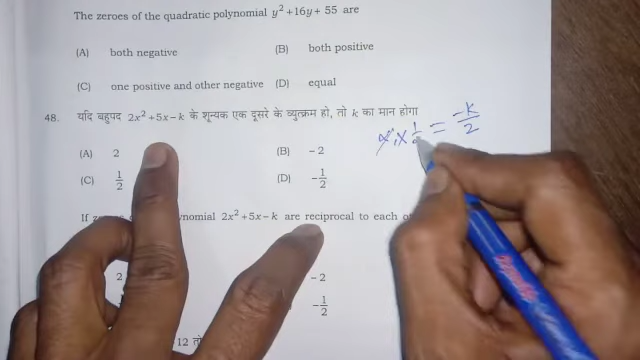 The zeroes of the quadratic polynomial y² +16y+ 55 are
(A) both negative (B) both positive
(C) one positive and other negative (D) equal
48. यदि बहुपद 2x² +5x−k के शून्यक एक दूसरे के व्युत्क्रम हो, तो k का मान होगा
= −k/2
(A) 2 (B) −2
(C) 1/2 (D) −1/2
If 2x² +5x−k are reciprocal to each
2 −2
−1/2
12